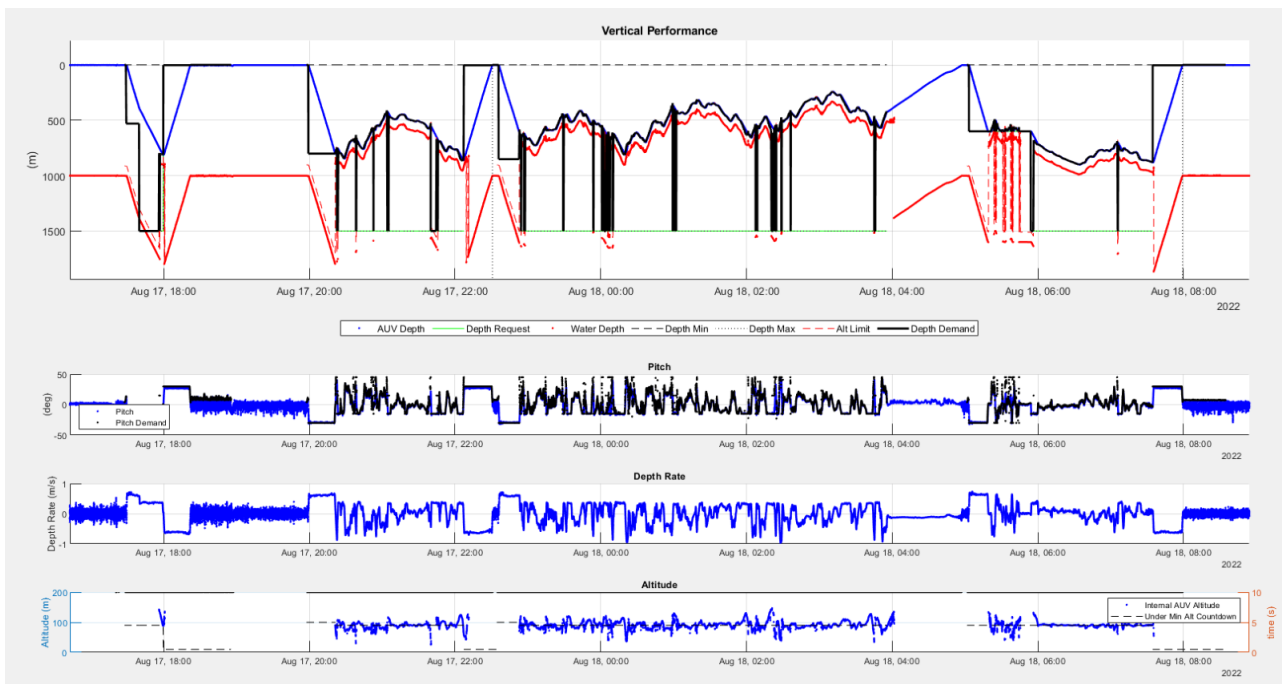 Vertical Performance
0
500
1000
1500
(m)
Aug 17, 18:00 Aug 17, 20:00 Aug 17, 22:00 Aug 18, 00:00 Aug 18, 02:00 Aug 18, 04:00 Aug 18, 06:00 Aug 18, 08:00
2022
AUV Depth Depth Request Water Depth Depth Min Depth Max Alt Limit Depth Demand
Pitch
50
0
-50
(deg)
Pitch
Pitch Demand
Aug 17, 18:00 Aug 17, 20:00 Aug 17, 22:00 Aug 18, 00:00 Aug 18, 02:00 Aug 18, 04:00 Aug 18, 06:00 Aug 18, 08:00
2022
Depth Rate
1
0
-1
Depth Rate (m/s)
Aug 17, 18:00 Aug 17, 20:00 Aug 17, 22:00 Aug 18, 00:00 Aug 18, 02:00 Aug 18, 04:00 Aug 18, 06:00 Aug 18, 08:00
2022
Altitude
200
100
0
Altitude (m)
Internal AUV Altitude
Under Min Alt Countdown
10
5
0
time (s)
Aug 17, 18:00 Aug 17, 20:00 Aug 17, 22:00 Aug 18, 00:00 Aug 18, 02:00 Aug 18, 04:00 Aug 18, 06:00 Aug 18, 08:00
2022